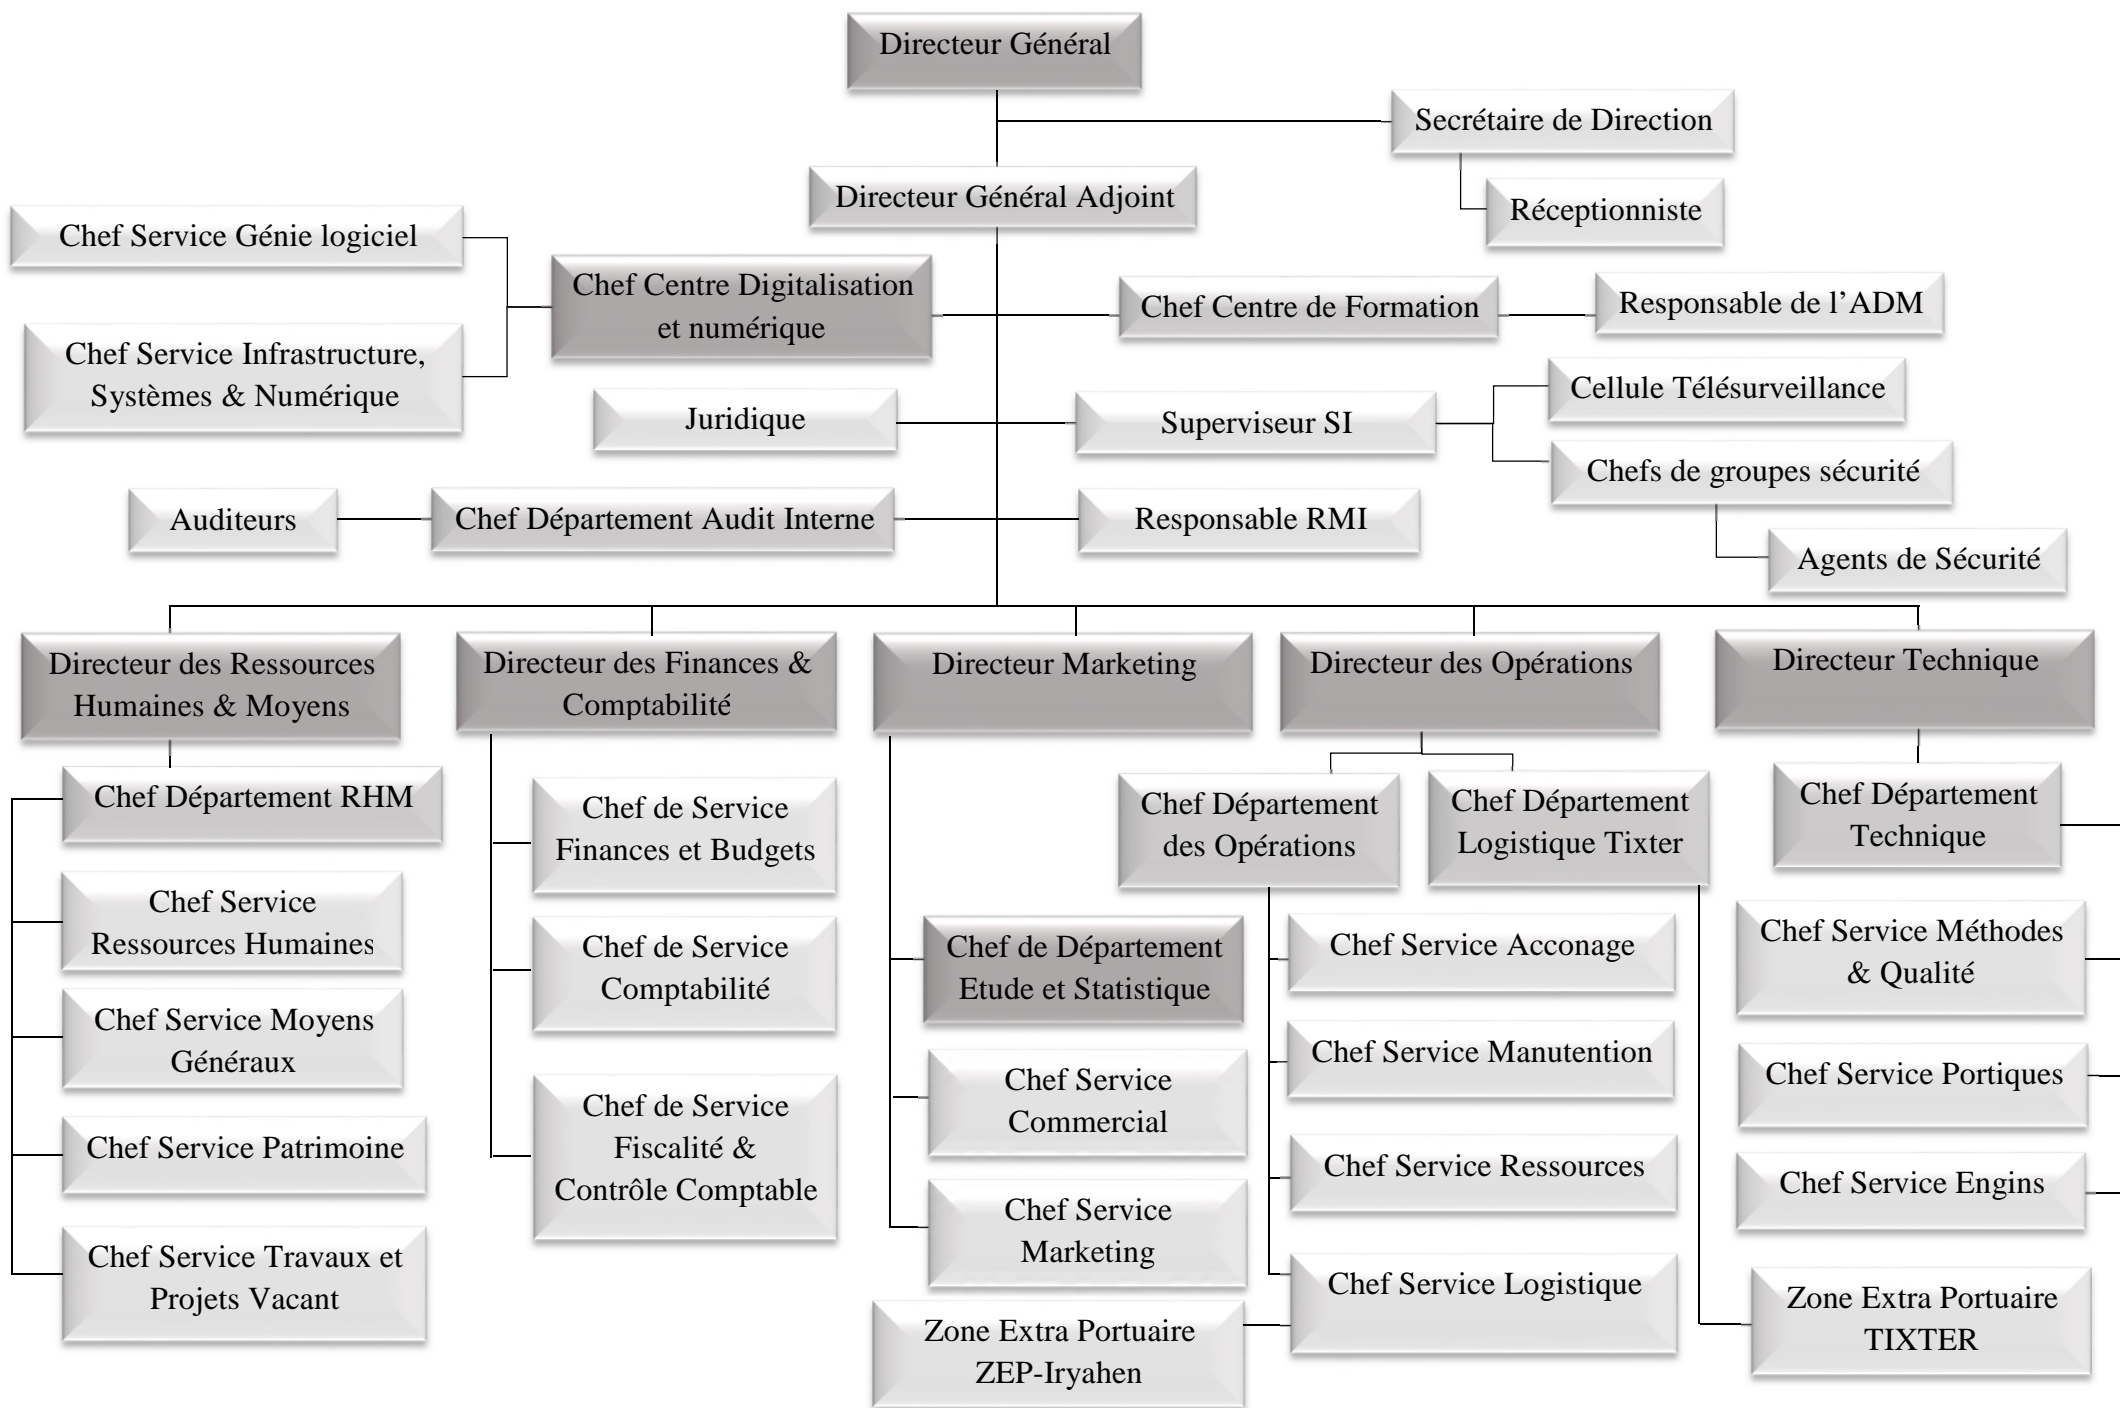 Directeur Général
Secrétaire de Direction
Directeur Général Adjoint
Réceptionniste
Chef Service Génie logiciel
Chef Centre Digitalisation
et numérique
Chef Centre de Formation
Responsable de l’ADM
Chef Service Infrastructure,
Systèmes & Numérique
Juridique
Superviseur SI
Cellule Télésurveillance
Chefs de groupes sécurité
Auditeurs
Chef Département Audit Interne
Responsable RMI
Agents de Sécurité
Directeur des Ressources
Humaines & Moyens
Directeur des Finances &
Comptabilité
Directeur Marketing
Directeur des Opérations
Directeur Technique
Chef Département RHM
Chef Service
Ressources Humaines
Chef Service Moyens
Généraux
Chef Service Patrimoine
Chef Service Travaux et
Projets Vacant
Chef de Service
Finances et Budgets
Chef de Service
Comptabilité
Chef de Service
Fiscalité &
Contrôle Comptable
Chef de Département
Etude et Statistique
Chef Service
Commercial
Chef Service
Marketing
Chef Département
des Opérations
Chef Département
Logistique Tixter
Chef Service Acconage
Chef Service Manutention
Chef Service Ressources
Chef Service Logistique
Zone Extra Portuaire
ZEP-Iryahen
Chef Département
Technique
Chef Service Méthodes
& Qualité
Chef Service Portiques
Chef Service Engins
Zone Extra Portuaire
TIXTER